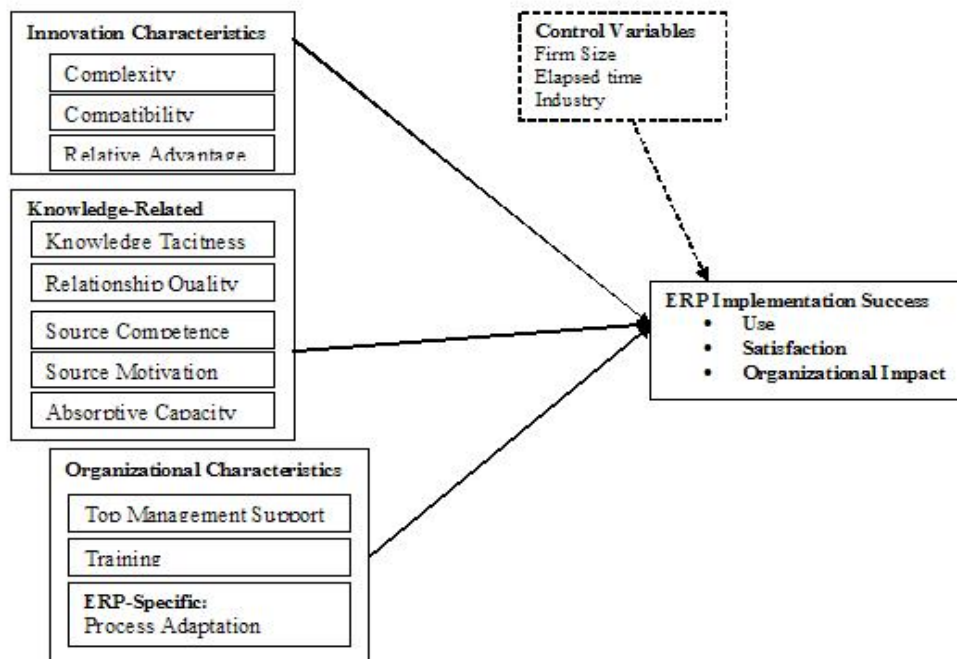 Innovation Characteristics
Complexity
Compatibility
Relative Advantage
Knowledge-Related
Knowledge Tacitness
Relationship Quality
Source Competence
Source Motivation
Absorptive Capacity
Organizational Characteristics
Top Management Support
Training
ERP-Specific:
Process Adaptation
Control Variables
Firm Size
Elapsed time
Industry
ERP Implementation Success
• Use
• Satisfaction
• Organizational Impact